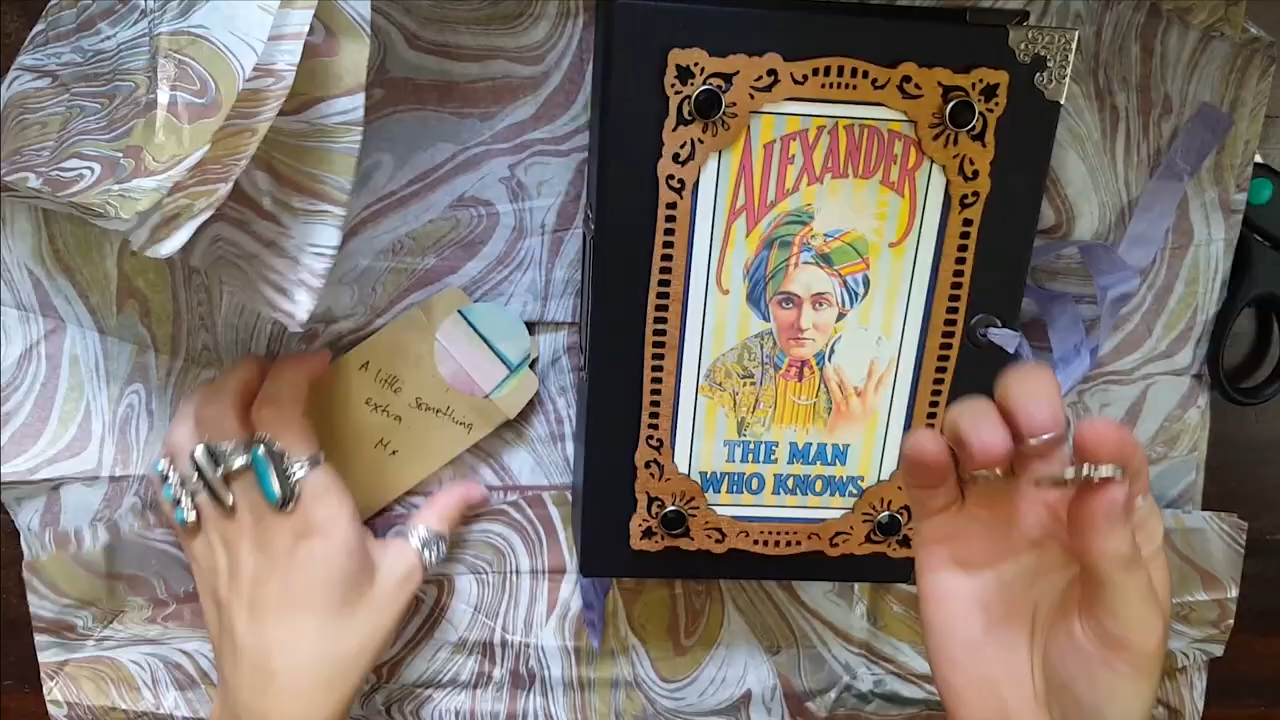 A little something
extra
Mx
ALEXANDER
THE MAN
WHO KNOWS